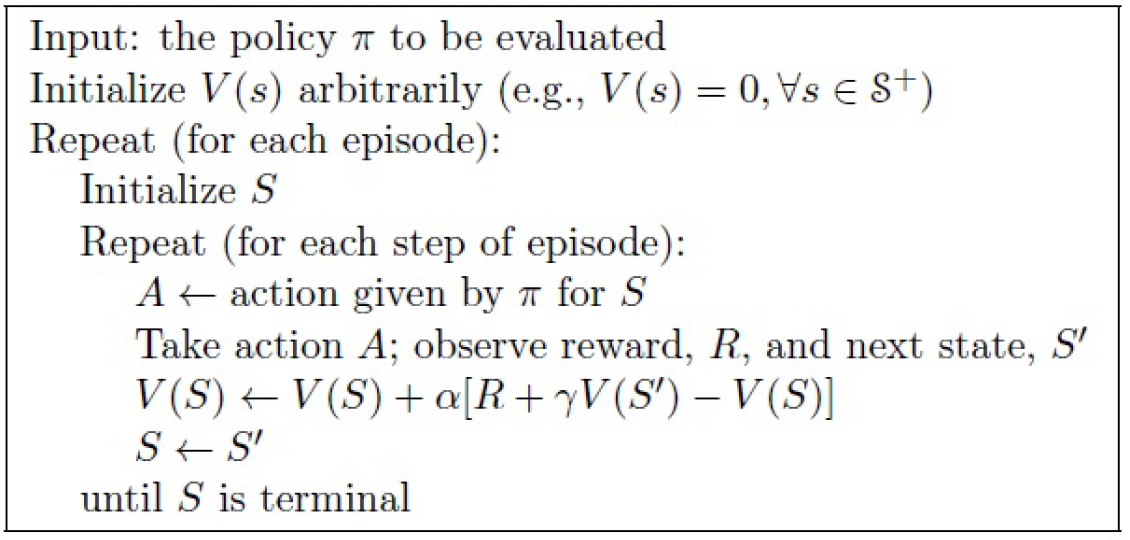 Input: the policy π to be evaluated
Initialize V(s) arbitrarily (e.g., V(s) = 0, ∀s ∈ 𝒮⁺)
Repeat (for each episode):
Initialize S
Repeat (for each step of episode):
A ← action given by π for S
Take action A; observe reward, R, and next state, S′
V(S) ← V(S) + α[R + γV(S′) − V(S)]
S ← S′
until S is terminal